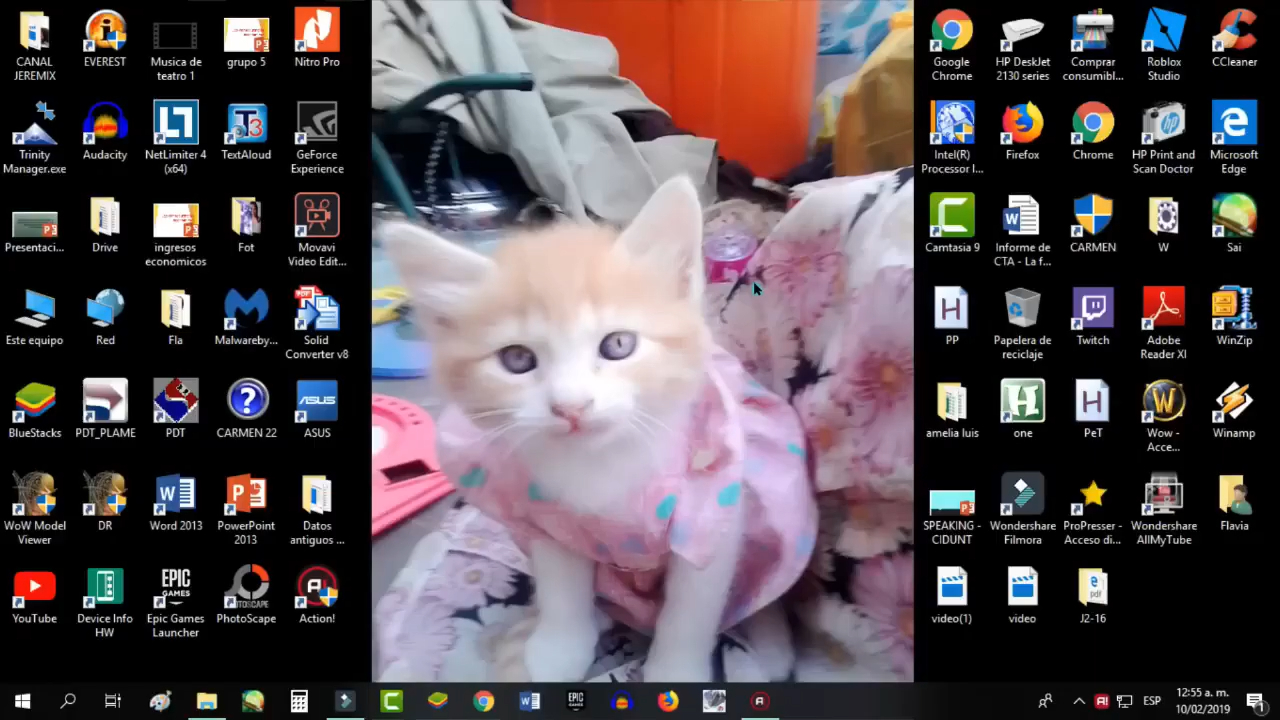 CANAL JEREMIX
EVEREST
Musica de teatro 1
grupo 5
Nitro Pro
Trinity Manager.exe
Audacity
NetLimiter 4 (x64)
TextAloud
GeForce Experience
Presentaci...
Drive
ingresos economicos
Fot
Movavi Video Edit...
Este equipo
Red
Fla
Malwareby...
Solid Converter v8
BlueStacks
PDT_PLAME
PDT
CARMEN 22
ASUS
WoW Model Viewer
DR
Word 2013
PowerPoint 2013
Datos antiguos ...
YouTube
Device Info HW
Epic Games Launcher
PhotoScape
Action!
Google Chrome
HP DeskJet 2130 series
Comprar consumibl...
Roblox Studio
CCleaner
Intel(R) Processor I...
Firefox
Chrome
HP Print and Scan Doctor
Microsoft Edge
Camtasia 9
Informe de CTA - La f...
CARMEN
W
Sai
PP
Papelera de reciclaje
Twitch
Adobe Reader XI
WinZip
amelia luis
one
PeT
Wow - Acce...
Winamp
SPEAKING - CIDUNT
Wondershare Filmora
ProPresser - Acceso di...
Wondershare AllMyTube
Flavia
video(1)
video
J2-16
ESP
12:55 a. m.
10/02/2019